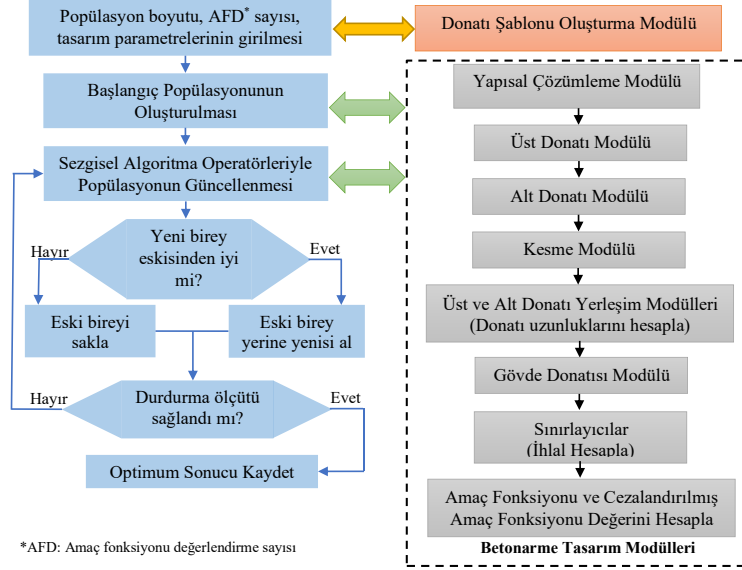 Popülasyon boyutu, AFD* sayısı,
tasarım parametrelerinin girilmesi
Donatı Şablonu Oluşturma Modülü
Başlangıç Popülasyonunun
Oluşturulması
Sezgisel Algoritma Operatörleriyle
Popülasyonun Güncellenmesi
Hayır
Yeni birey
eskisinden iyi
mi?
Evet
Eski bireyi
sakla
Eski birey
yerine yenisi al
Hayır
Durdurma ölçütü
sağlandı mı?
Evet
Optimum Sonucu Kaydet
*AFD: Amaç fonksiyonu değerlendirme sayısı
Yapısal Çözümleme Modülü
Üst Donatı Modülü
Alt Donatı Modülü
Kesme Modülü
Üst ve Alt Donatı Yerleşim Modülleri
(Donatı uzunluklarını hesapla)
Gövde Donatısı Modülü
Sınırlayıcılar
(İhlal Hesapla)
Amaç Fonksiyonu ve Cezalandırılmış
Amaç Fonksiyonu Değerini Hesapla
Betonarme Tasarım Modülleri